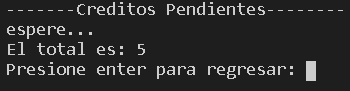 -------Creditos Pendientes--------
espere...
El total es: 5
Presione enter para regresar: